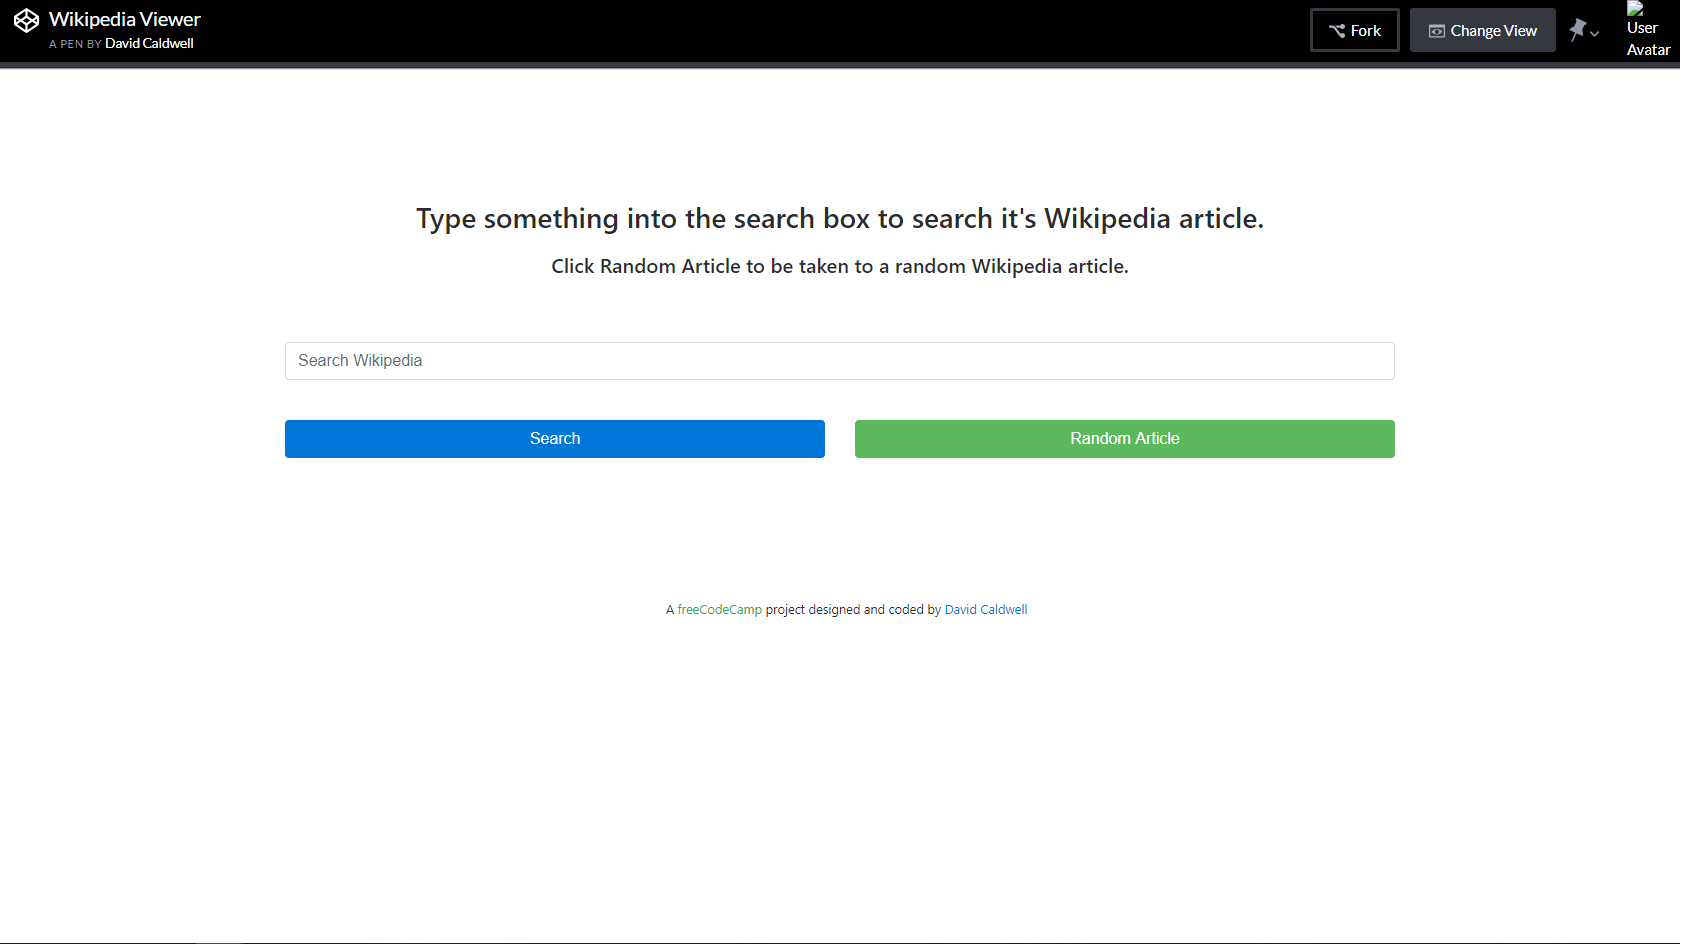 Wikipedia Viewer
A PEN BY David Caldwell
Fork
Change View
User
Avatar
Type something into the search box to search it's Wikipedia article.
Click Random Article to be taken to a random Wikipedia article.
Search Wikipedia
Search
Random Article
A freeCodeCamp project designed and coded by David Caldwell